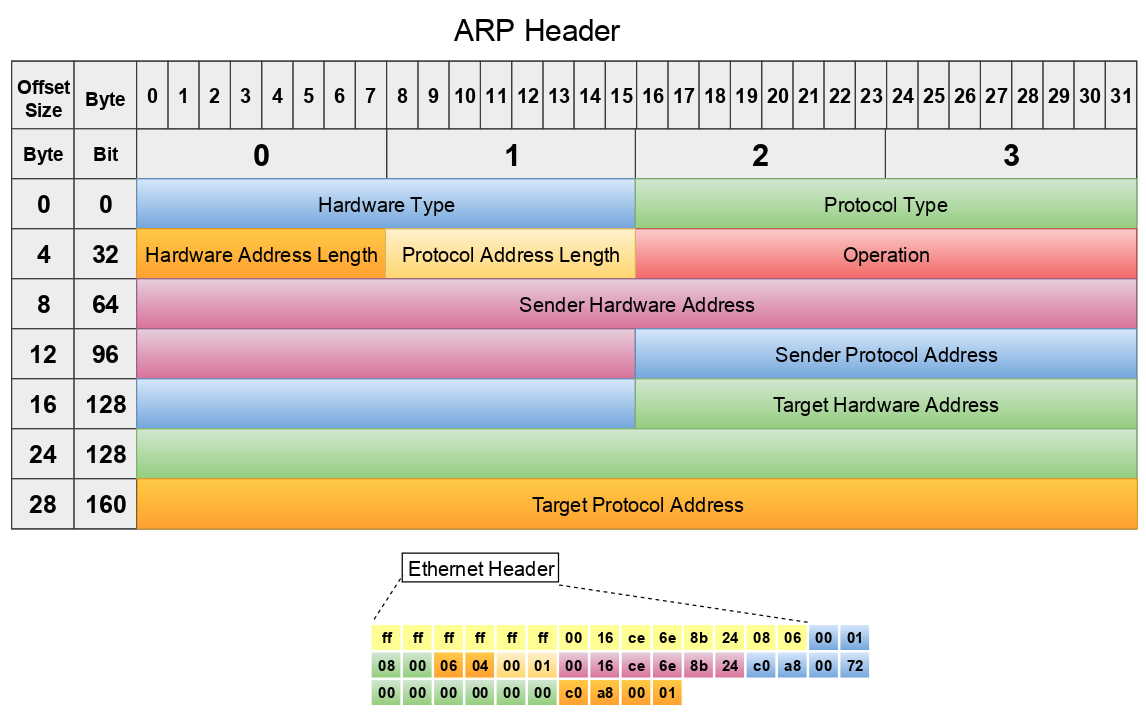 ARP Header
Offset Size Byte 0 1 2 3 4 5 6 7 8 9 10 11 12 13 14 15 16 17 18 19 20 21 22 23 24 25 26 27 28 29 30 31
Byte Bit 0 1 2 3
0 0 Hardware Type Protocol Type
4 32 Hardware Address Length Protocol Address Length Operation
8 64 Sender Hardware Address
12 96 Sender Protocol Address
16 128 Target Hardware Address
24 128
28 160 Target Protocol Address
Ethernet Header
ff ff ff ff ff ff 00 16 ce 6e 8b 24 08 06 00 01
08 00 06 04 00 01 00 16 ce 6e 8b 24 c0 a8 00 72
00 00 00 00 00 00 c0 a8 00 01